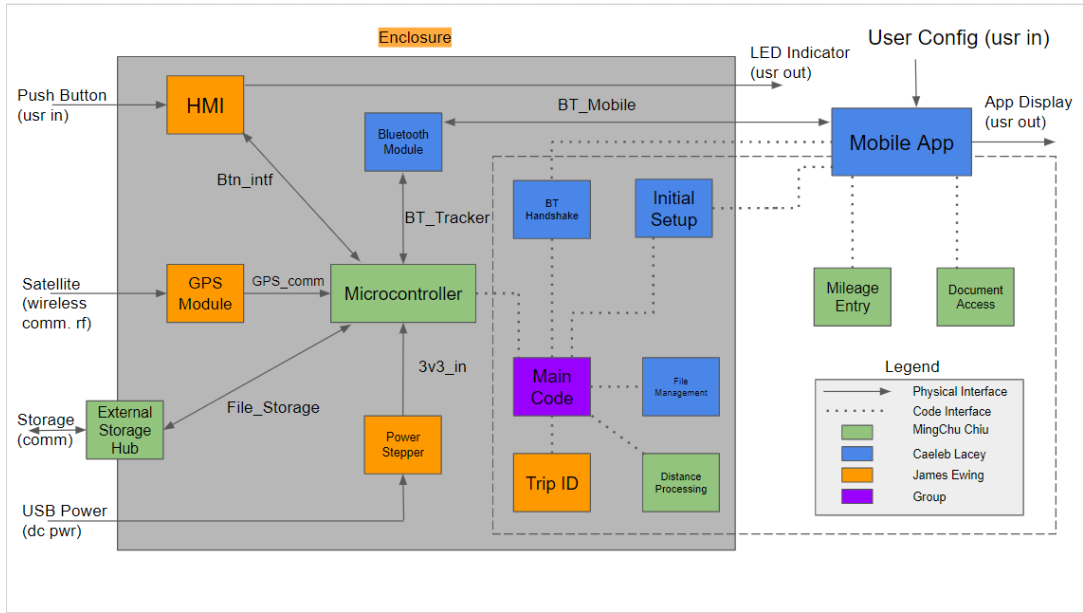 Enclosure
LED Indicator
(usr out)
User Config (usr in)
Push Button
(usr in)
HMI
BT_Mobile
App Display
(usr out)
Bluetooth
Module
Mobile App
Btn_intf
BT_Tracker
BT
Handshake
Initial
Setup
Satellite
(wireless
comm. rf)
GPS
Module
GPS_comm
Microcontroller
Mileage
Entry
Document
Access
3v3_in
Main
Code
File
Management
Legend
Physical Interface
Code Interface
MingChu Chiu
Caeleb Lacey
James Ewing
Group
Storage
(comm)
External
Storage
Hub
File_Storage
Power
Stepper
Trip ID
Distance
Processing
USB Power
(dc pwr)